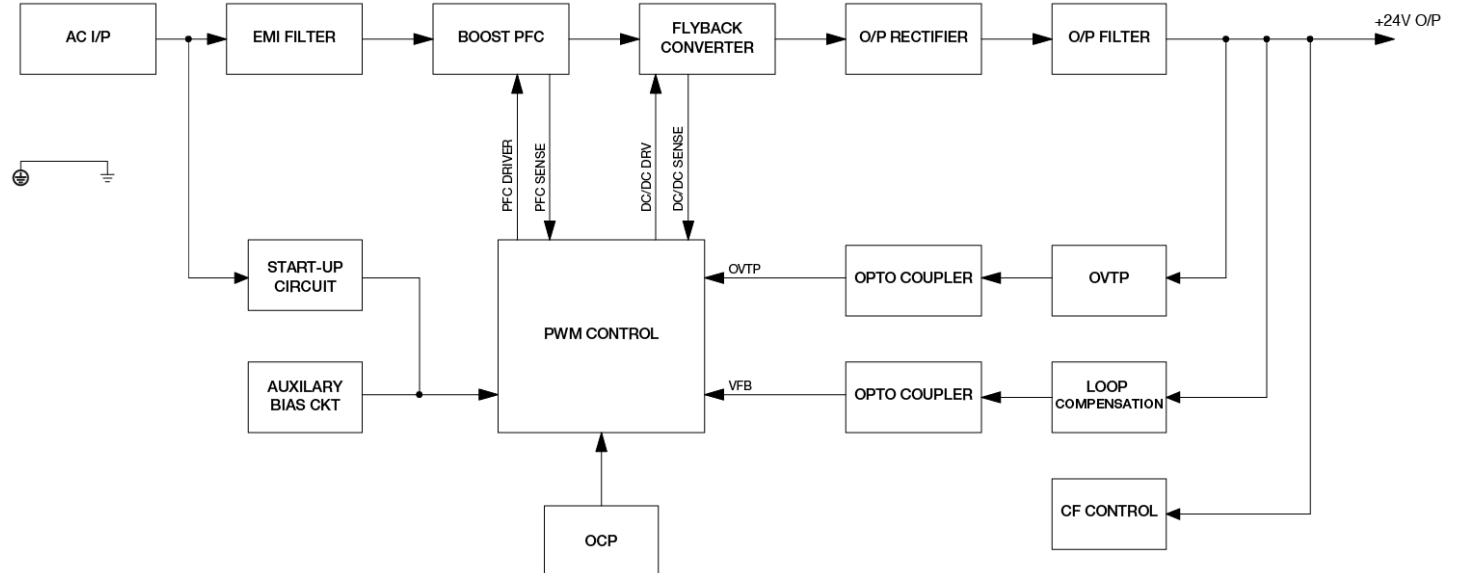 +24V O/P
AC I/P
EMI FILTER
BOOST PFC
FLYBACK
CONVERTER
O/P RECTIFIER
O/P FILTER
PFC DRIVER
PFC SENSE
DC/DC DRV
DC/DC SENSE
START-UP
CIRCUIT
OVTP
OPTO COUPLER
OVTP
PWM CONTROL
AUXILARY
BIAS CKT
VFB
OPTO COUPLER
LOOP
COMPENSATION
CF CONTROL
OCP